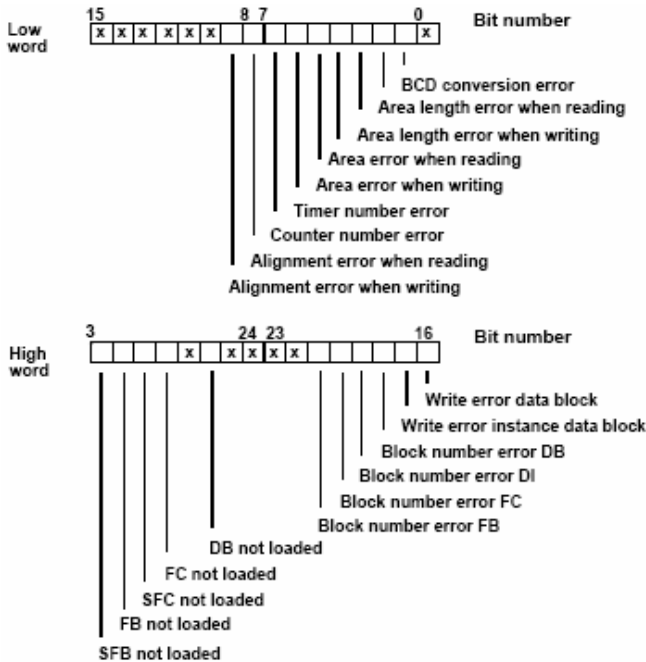 15 8 7 0 Bit number
Low word x x x x x x x
BCD conversion error
Area length error when reading
Area length error when writing
Area error when reading
Area error when writing
Timer number error
Counter number error
Alignment error when reading
Alignment error when writing
3 24 23 16 Bit number
High word x x x x x x
Write error data block
Write error instance data block
Block number error DB
Block number error DI
Block number error FC
Block number error FB
DB not loaded
FC not loaded
SFC not loaded
FB not loaded
SFB not loaded